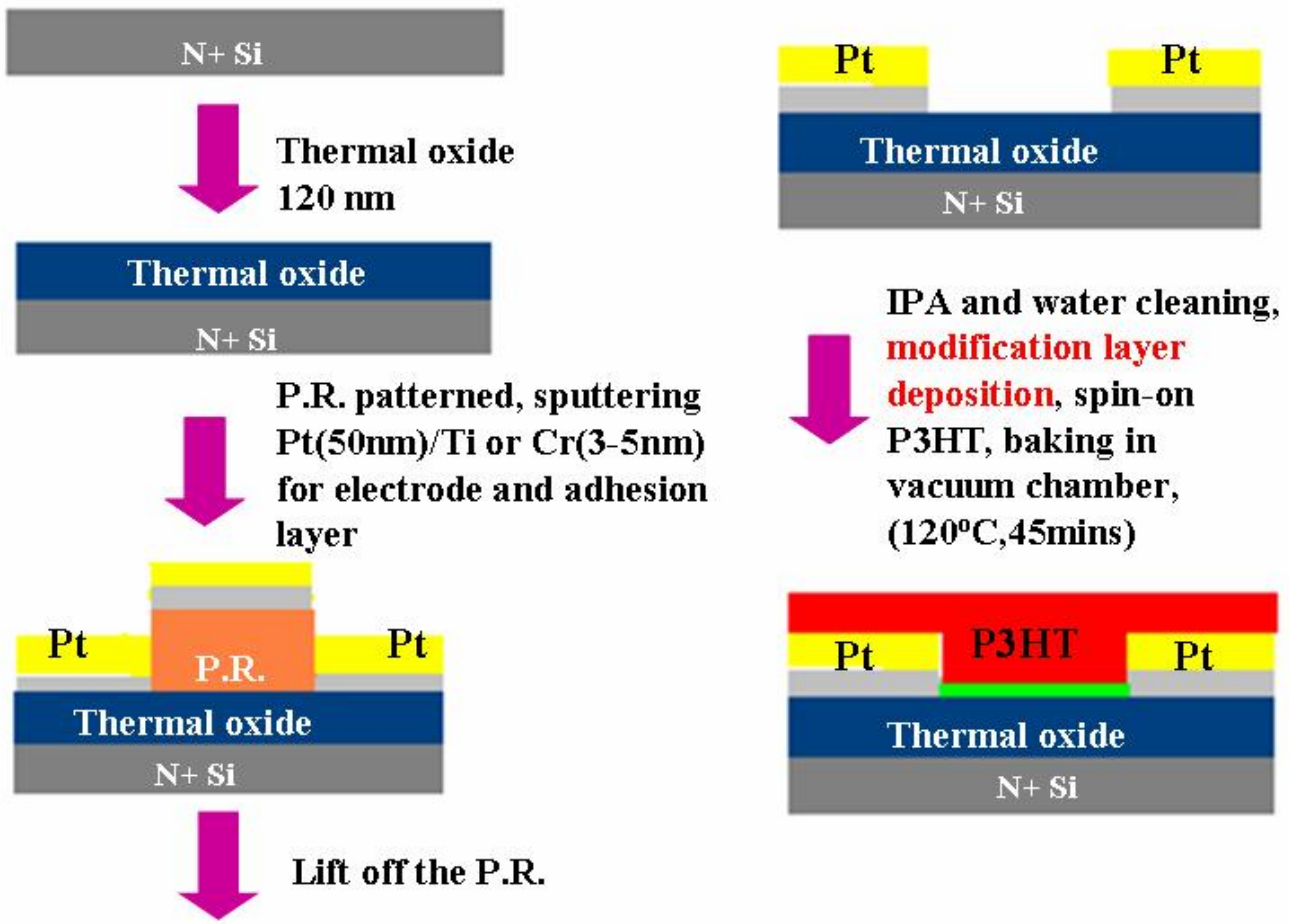 N+ Si
Thermal oxide
120 nm
Thermal oxide
N+ Si
P.R. patterned, sputtering
Pt(50nm)/Ti or Cr(3-5nm)
for electrode and adhesion
layer
Pt
P.R.
Pt
Thermal oxide
N+ Si
Lift off the P.R.
Pt
Pt
Thermal oxide
N+ Si
IPA and water cleaning,
modification layer
deposition, spin-on
P3HT, baking in
vacuum chamber,
(120ºC,45mins)
Pt
P3HT
Pt
Thermal oxide
N+ Si